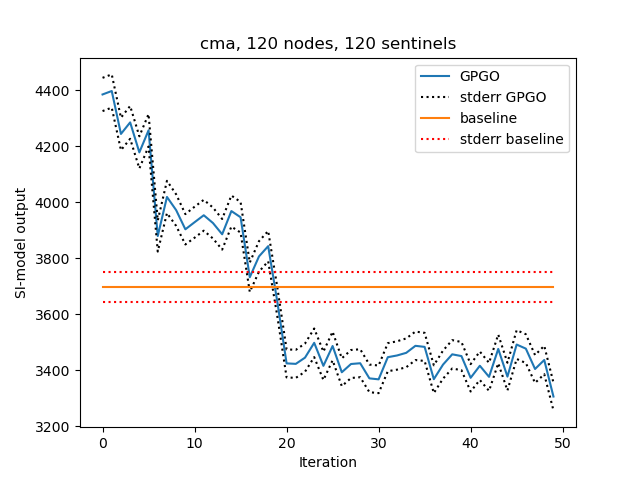 cma, 120 nodes, 120 sentinels
GPGO
stderr GPGO
baseline
stderr baseline
SI-model output
4400
4200
4000
3800
3600
3400
3200
0 10 20 30 40 50
Iteration